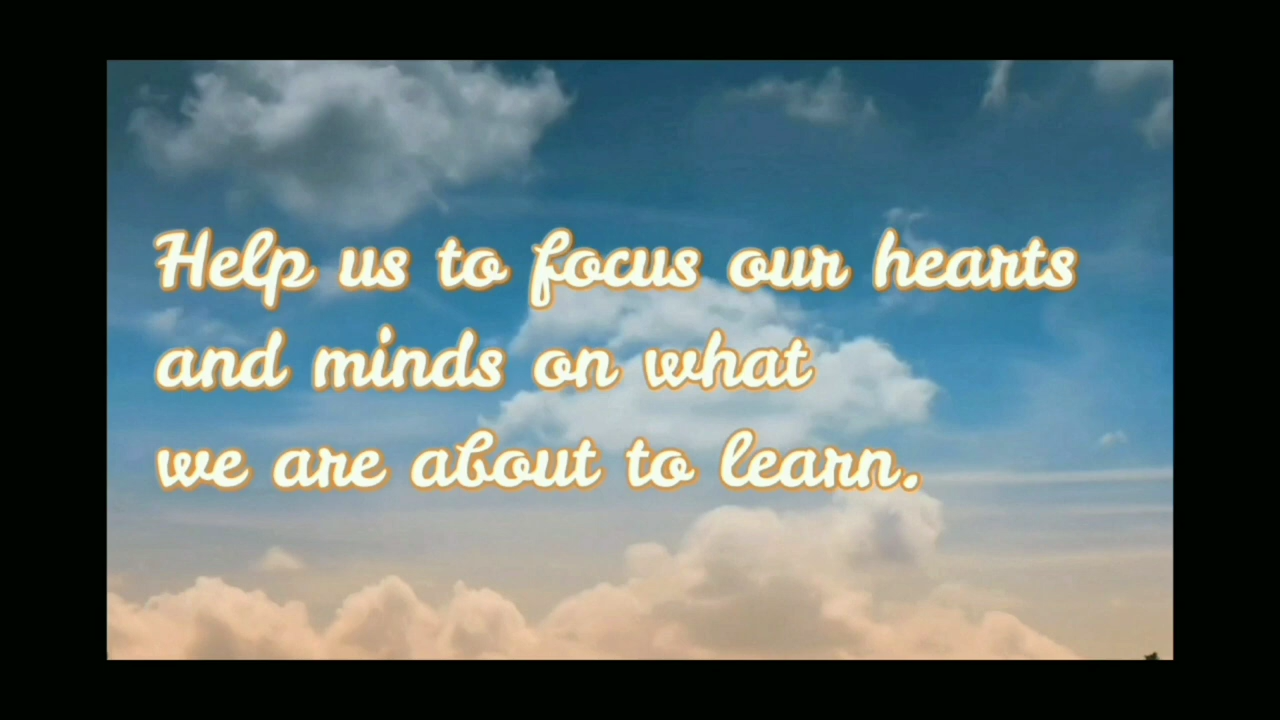 Help us to focus our hearts
and minds on what
we are about to learn.